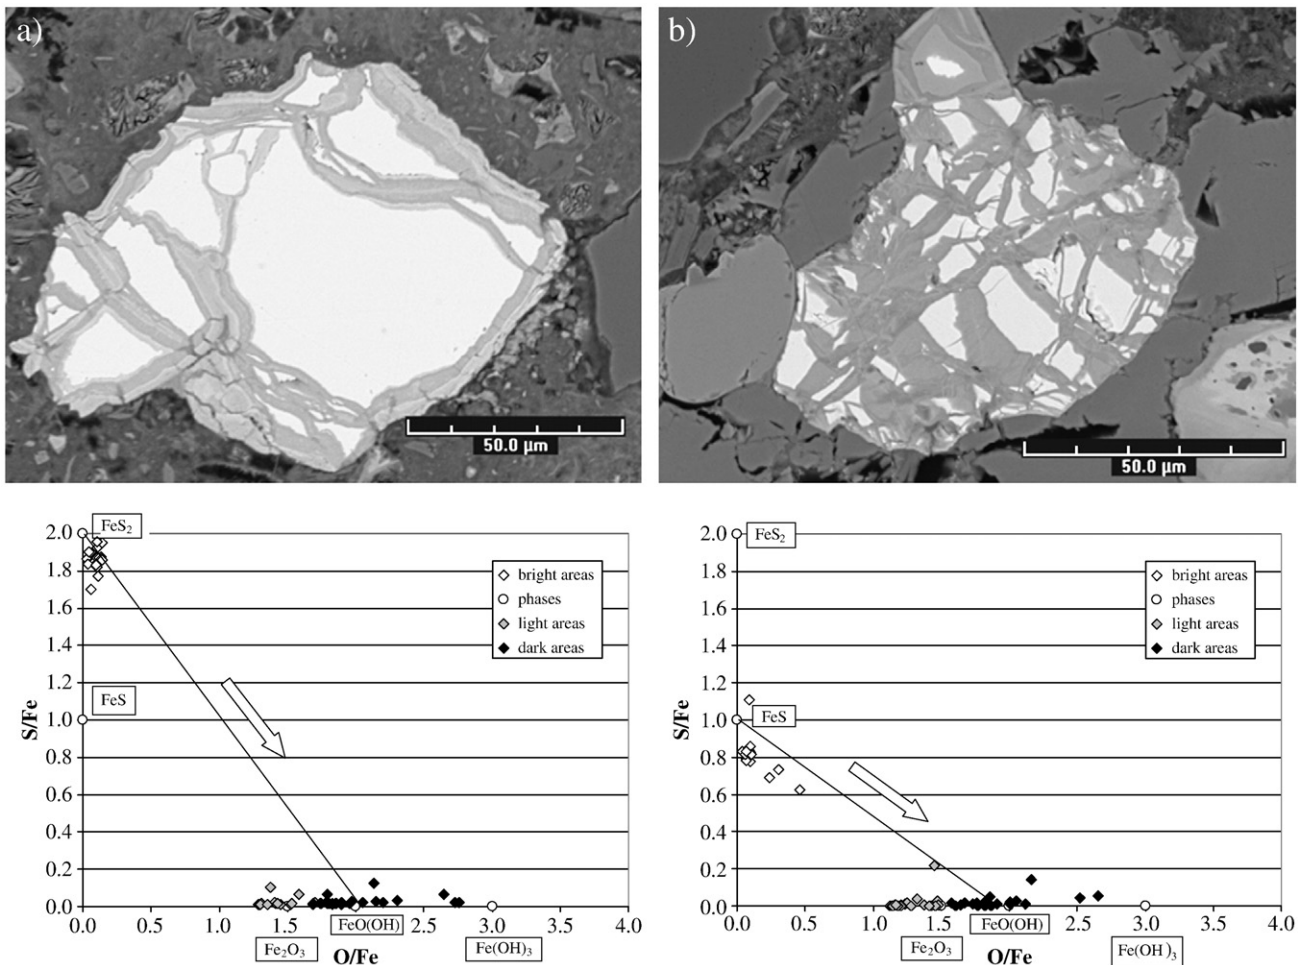 a)
50.0 µm
b)
50.0 µm
FeS2
2.0
1.8
1.6
1.4
1.2
1.0
0.8
0.6
0.4
0.2
0.0
S/Fe
FeS
bright areas
phases
light areas
dark areas
0.0 0.5 1.0 1.5 2.5 3.0 3.5 4.0
FeO(OH)
Fe2O3
Fe(OH)3
O/Fe
FeS2
2.0
1.8
1.6
1.4
1.2
1.0
0.8
0.6
0.4
0.2
0.0
S/Fe
FeS
bright areas
phases
light areas
dark areas
0.0 0.5 1.0 1.5 2.5 3.0 3.5 4.0
FeO(OH)
Fe2O3
Fe(OH)3
O/Fe